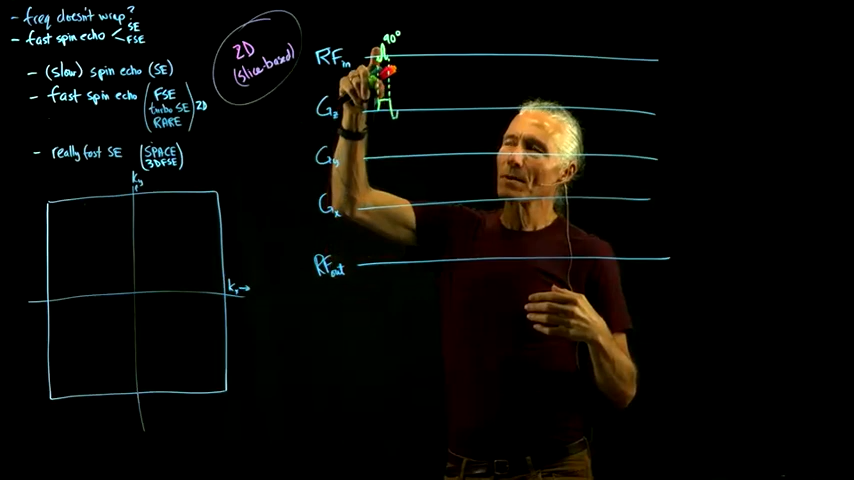 - freq doesn't wrap?
- fast spin echo < SE
FSE
- (slow) spin echo (SE)
- fast spin echo (FSE
turbo SE
RARE) 2D
- really fast SE (SPACE
3DFSE)
2D
(slice-based)
ky
kx →
RFin
90°
Gz
Gy
Gx
RFout